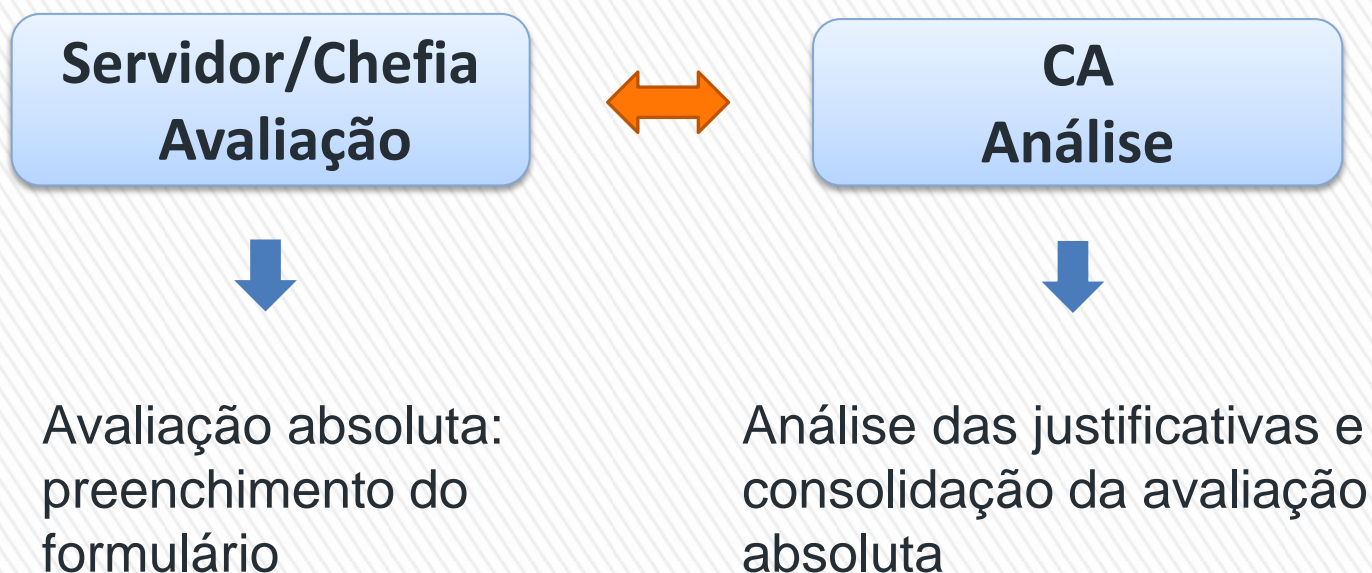 Servidor/Chefia
Avaliação
CA
Análise
Avaliação absoluta:
preenchimento do
formulário
Análise das justificativas e
consolidação da avaliação
absoluta